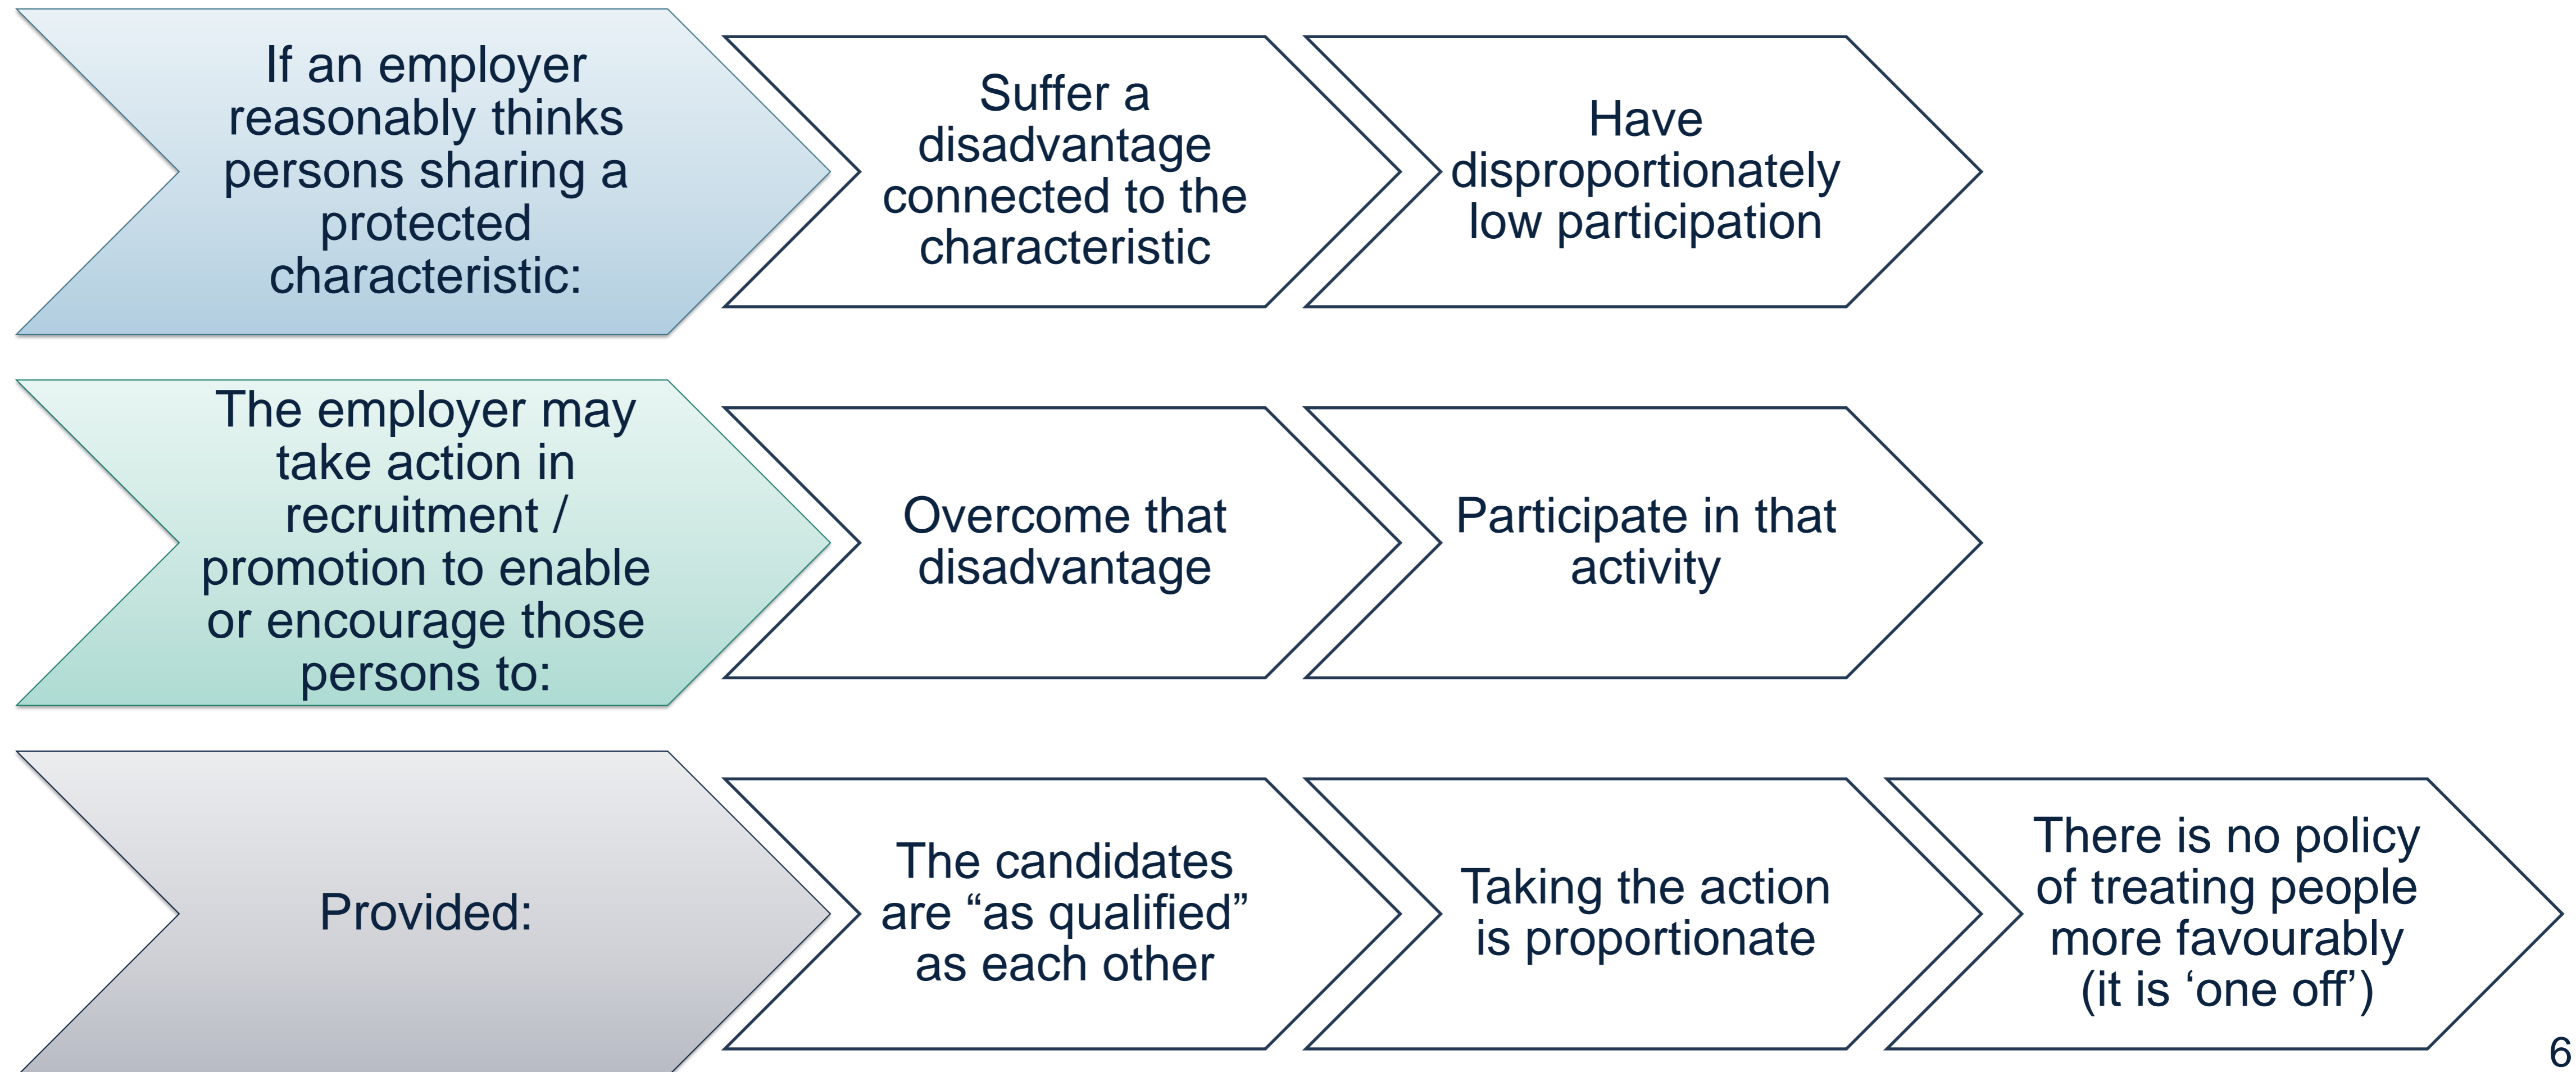 If an employer
reasonably thinks
persons sharing a
protected
characteristic:
Suffer a
disadvantage
connected to the
characteristic
Have
disproportionately
low participation
The employer may
take action in
recruitment /
promotion to enable
or encourage those
persons to:
Overcome that
disadvantage
Participate in that
activity
Provided:
The candidates
are “as qualified”
as each other
Taking the action
is proportionate
There is no policy
of treating people
more favourably
(it is ‘one off’)
6